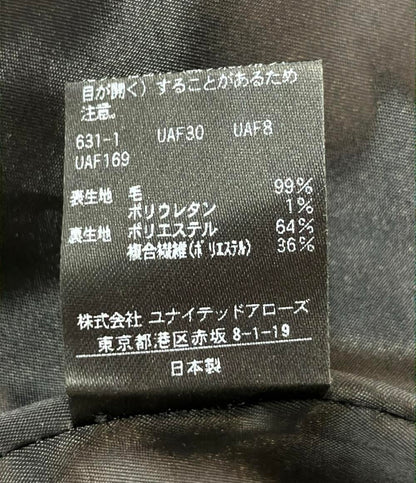 目が開く）することがあるため
注意。
631-1 UAF30 UAF8
UAF169
表生地 毛 99%
ポリウレタン 1%
裏生地 ポリエステル 64%
複合繊維(ポリエステル) 36%
株式会社 ユナイテッドアローズ
東京都港区赤坂 8-1-19
日本製